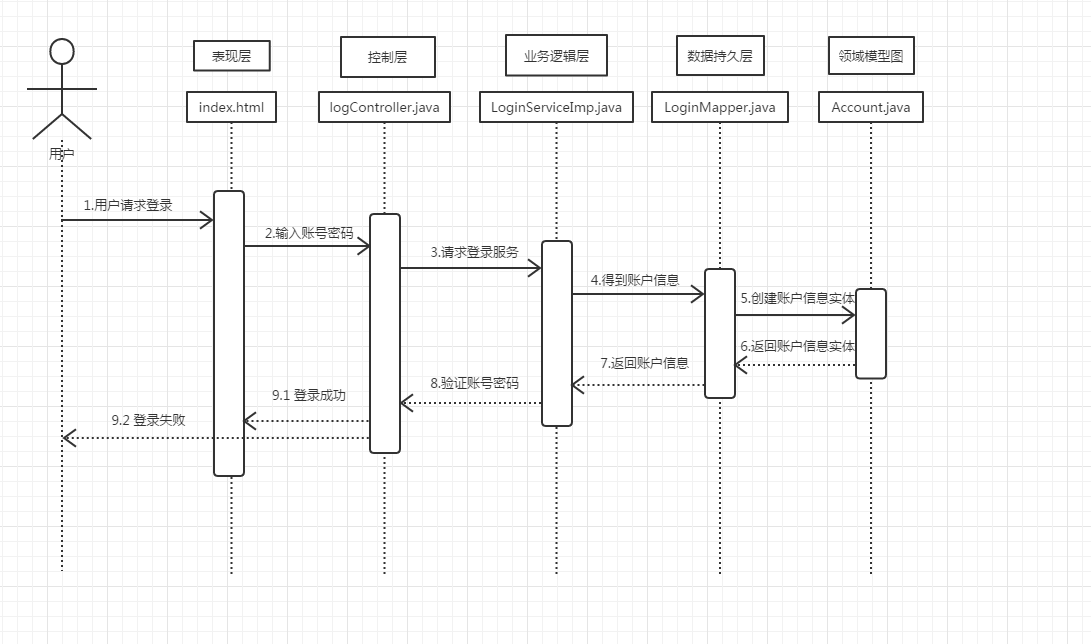 表现层
控制层
业务逻辑层
数据持久层
领域模型图
index.html
logController.java
LoginServiceImp.java
LoginMapper.java
Account.java
用户
1.用户请求登录
2.输入账号密码
3.请求登录服务
4.得到账户信息
5.创建账户信息实体
6.返回账户信息实体
7.返回账户信息
8.验证账号密码
9.1 登录成功
9.2 登录失败